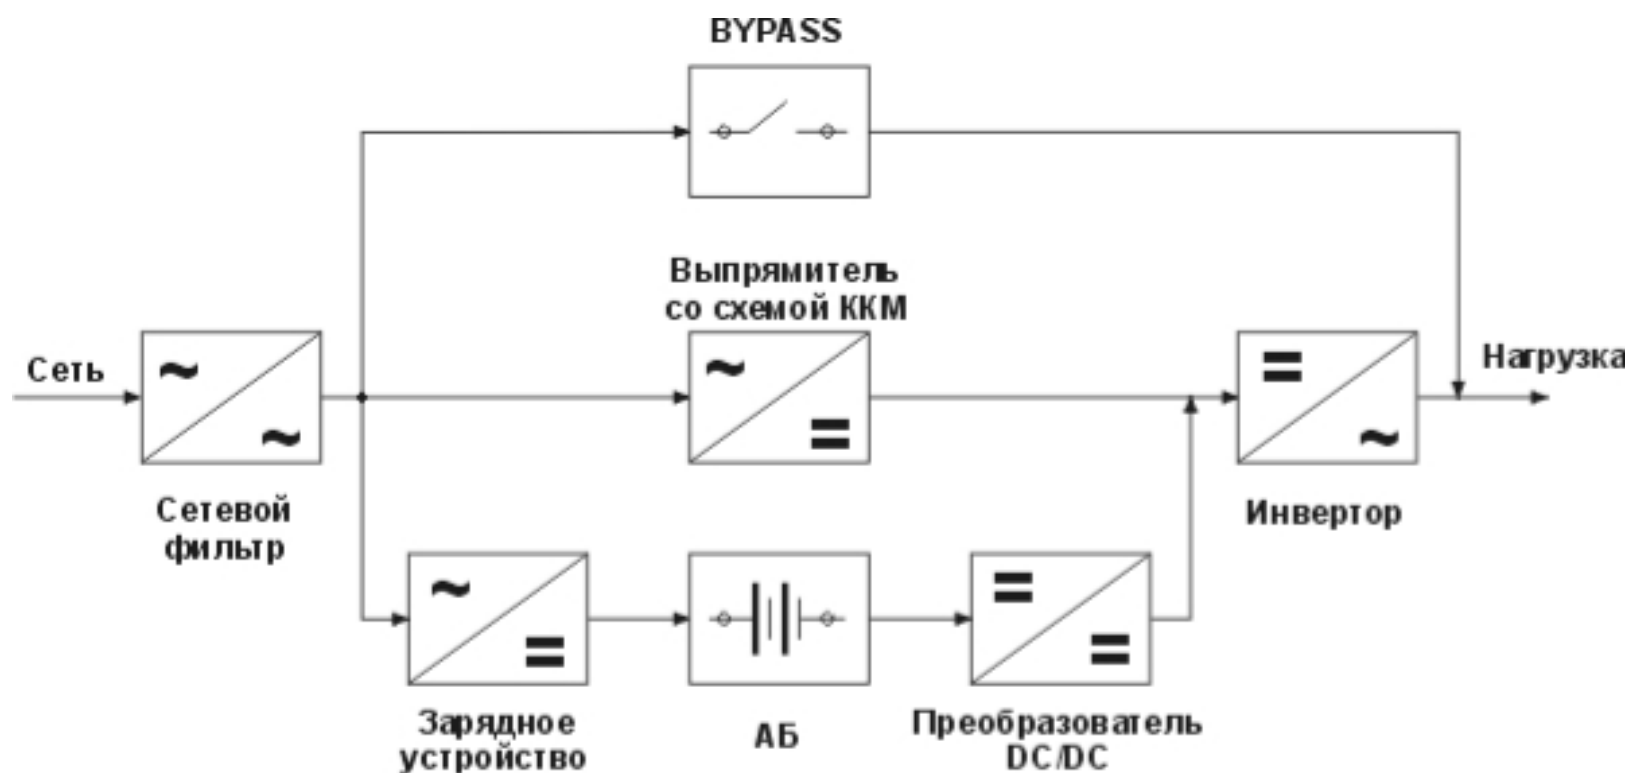 BYPASS
Выпрямитель
со схемой ККМ
Сеть
Нагрузка
Сетевой
фильтр
Инвертор
Зарядное
устройство
АБ
Преобразователь
DC/DC